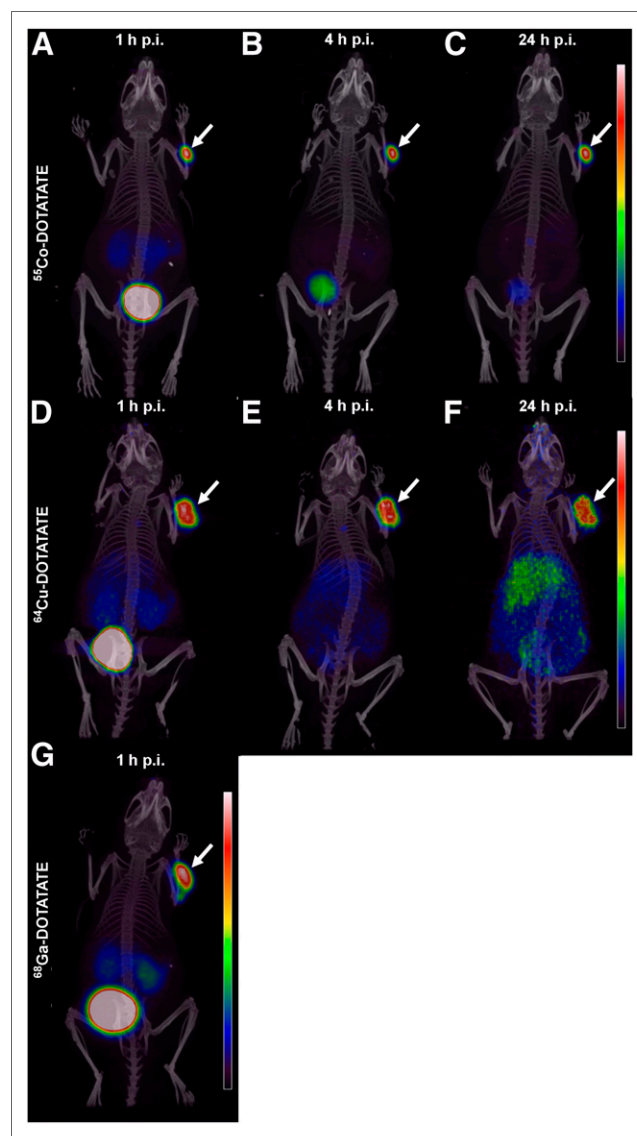 A 1 h p.i.
B 4 h p.i.
C 24 h p.i.
⁵⁵Co-DOTATATE
D 1 h p.i.
E 4 h p.i.
F 24 h p.i.
⁶⁴Cu-DOTATATE
G 1 h p.i.
⁶⁸Ga-DOTATATE